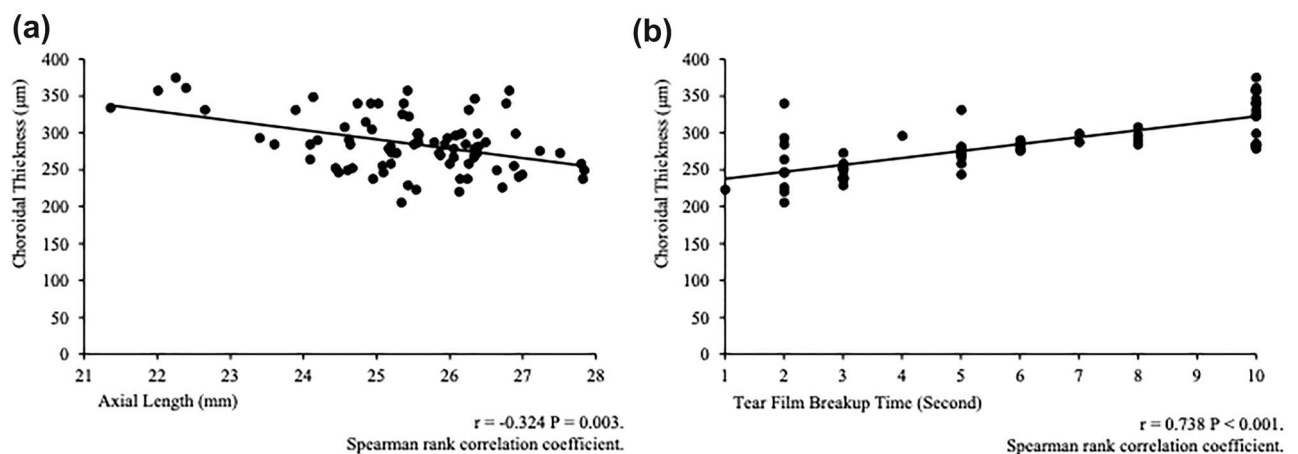 (a)
Choroidal Thickness (µm)
400
350
300
250
200
150
100
50
0
21 22 23 24 25 26 27 28
Axial Length (mm)
r = -0.324 P = 0.003.
Spearman rank correlation coefficient.
(b)
Choroidal Thickness (µm)
400
350
300
250
200
150
100
50
0
1 2 3 4 5 6 7 8 9 10
Tear Film Breakup Time (Second)
r = 0.738 P < 0.001.
Spearman rank correlation coefficient.